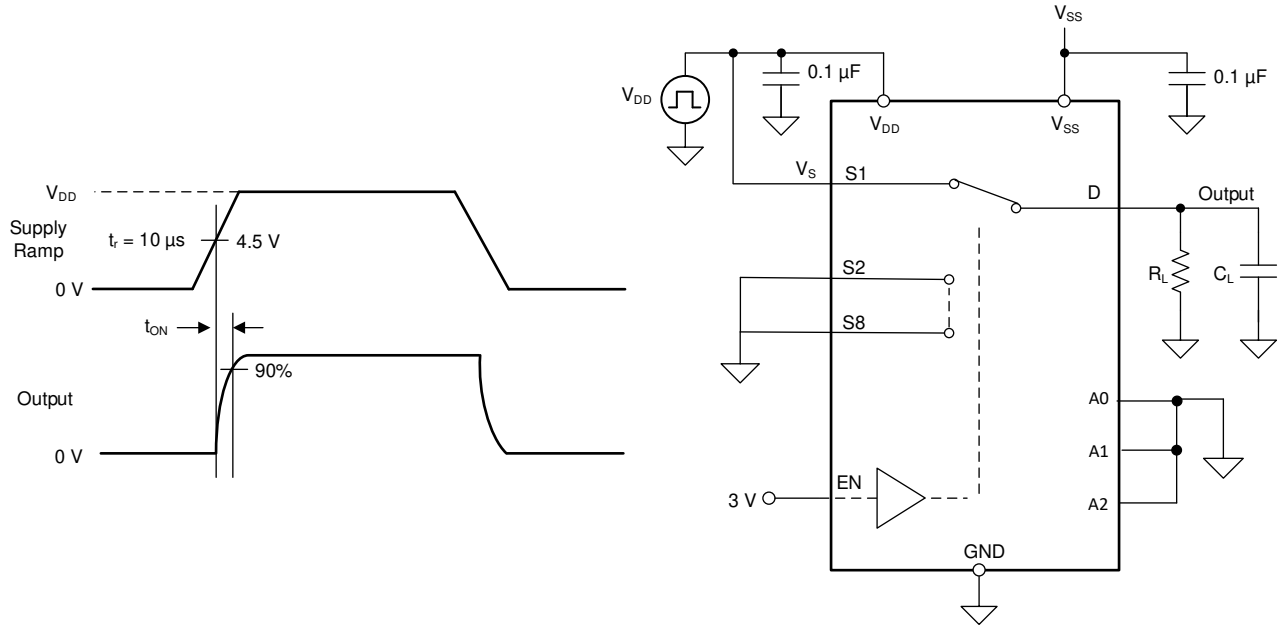 V_DD
Supply
Ramp
t_r = 10 µs
4.5 V
0 V
t_ON
90%
Output
0 V
V_SS
0.1 µF
0.1 µF
V_DD
V_DD
V_SS
V_S
S1
D
Output
S2
R_L
C_L
S8
A0
A1
EN
3 V
A2
GND